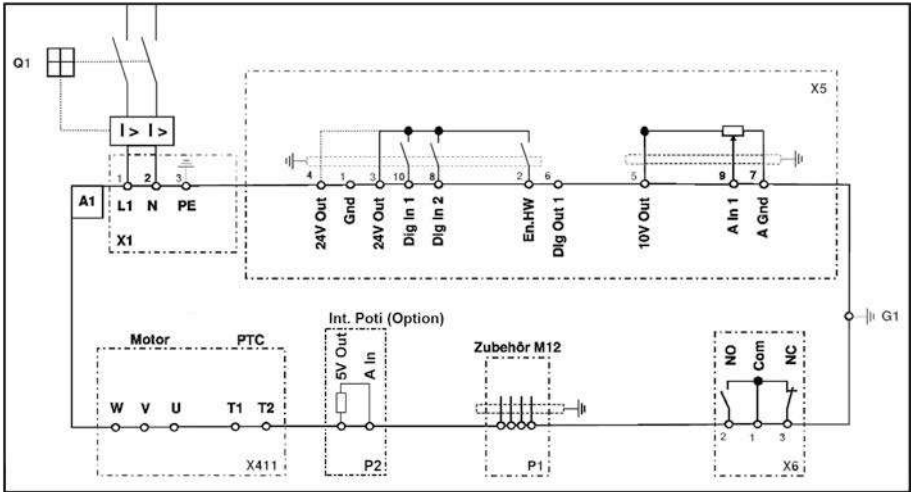 Q1
I> I>
X5
1 2 3
L1 N PE
A1
X1
4 1 3 10 8 2 6 5 9 7
24V Out
Gnd
24V Out
Dig In 1
Dig In 2
En.HW
Dig Out 1
10V Out
A In 1
A Gnd
G1
Motor PTC
W V U T1 T2
X411
Int. Poti (Option)
5V Out
A In
P2
Zubehör M12
P1
NO
Com
NC
2 1 3
X6